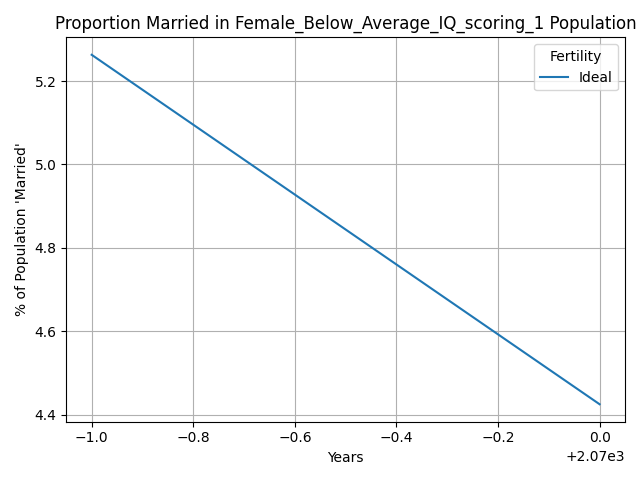 Proportion Married in Female_Below_Average_IQ_scoring_1 Population
Fertility
Ideal
% of Population 'Married'
5.2
5.0
4.8
4.6
4.4
−1.0 −0.8 −0.6 −0.4 −0.2 0.0
Years
+2.07e3